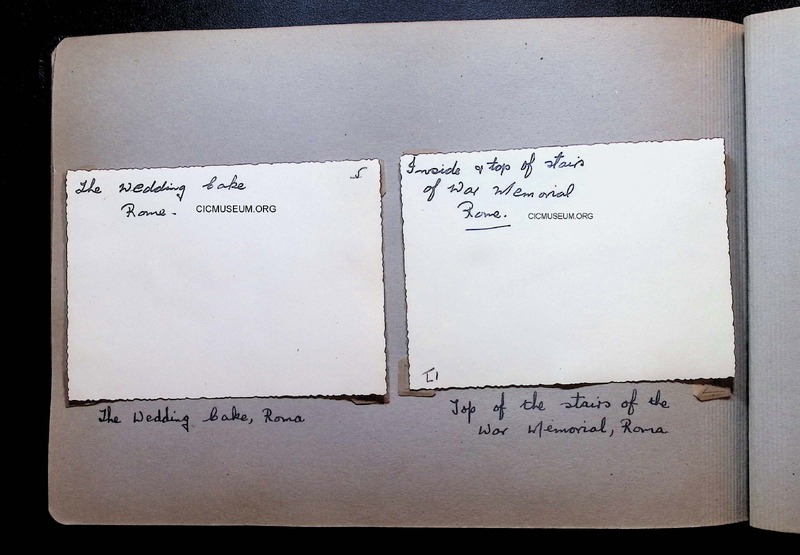 The Wedding Cake
Rome.
CICMUSEUM.ORG
5
The Wedding Cake, Roma
Inside & top of stairs
of War Memorial
Rome.
CICMUSEUM.ORG
Top of the stairs of the
War Memorial, Roma